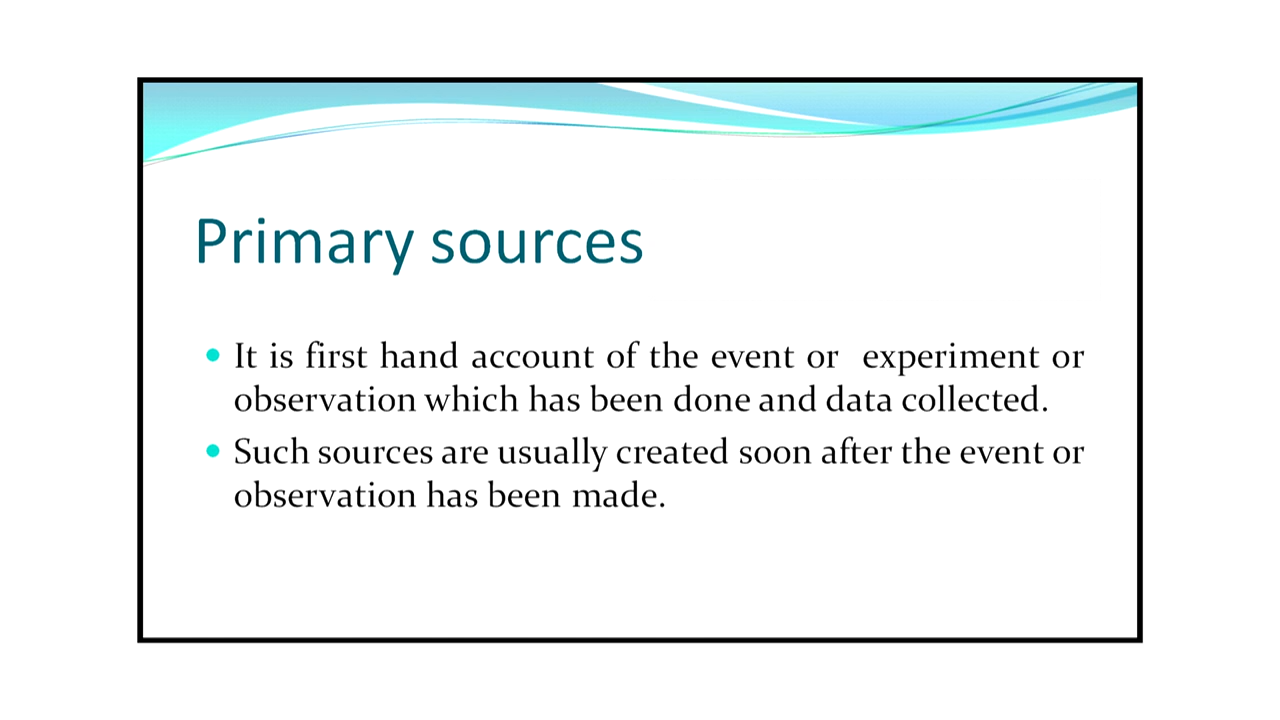 Primary sources
It is first hand account of the event or experiment or
observation which has been done and data collected.
Such sources are usually created soon after the event or
observation has been made.